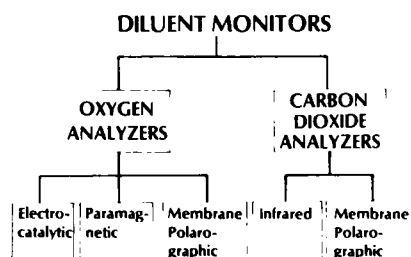 DILUENT MONITORS
OXYGEN
ANALYZERS
CARBON
DIOXIDE
ANALYZERS
Electro-
catalytic
Paramag-
netic
Membrane
Polaro-
graphic
Infrared
Membrane
Polaro-
graphic